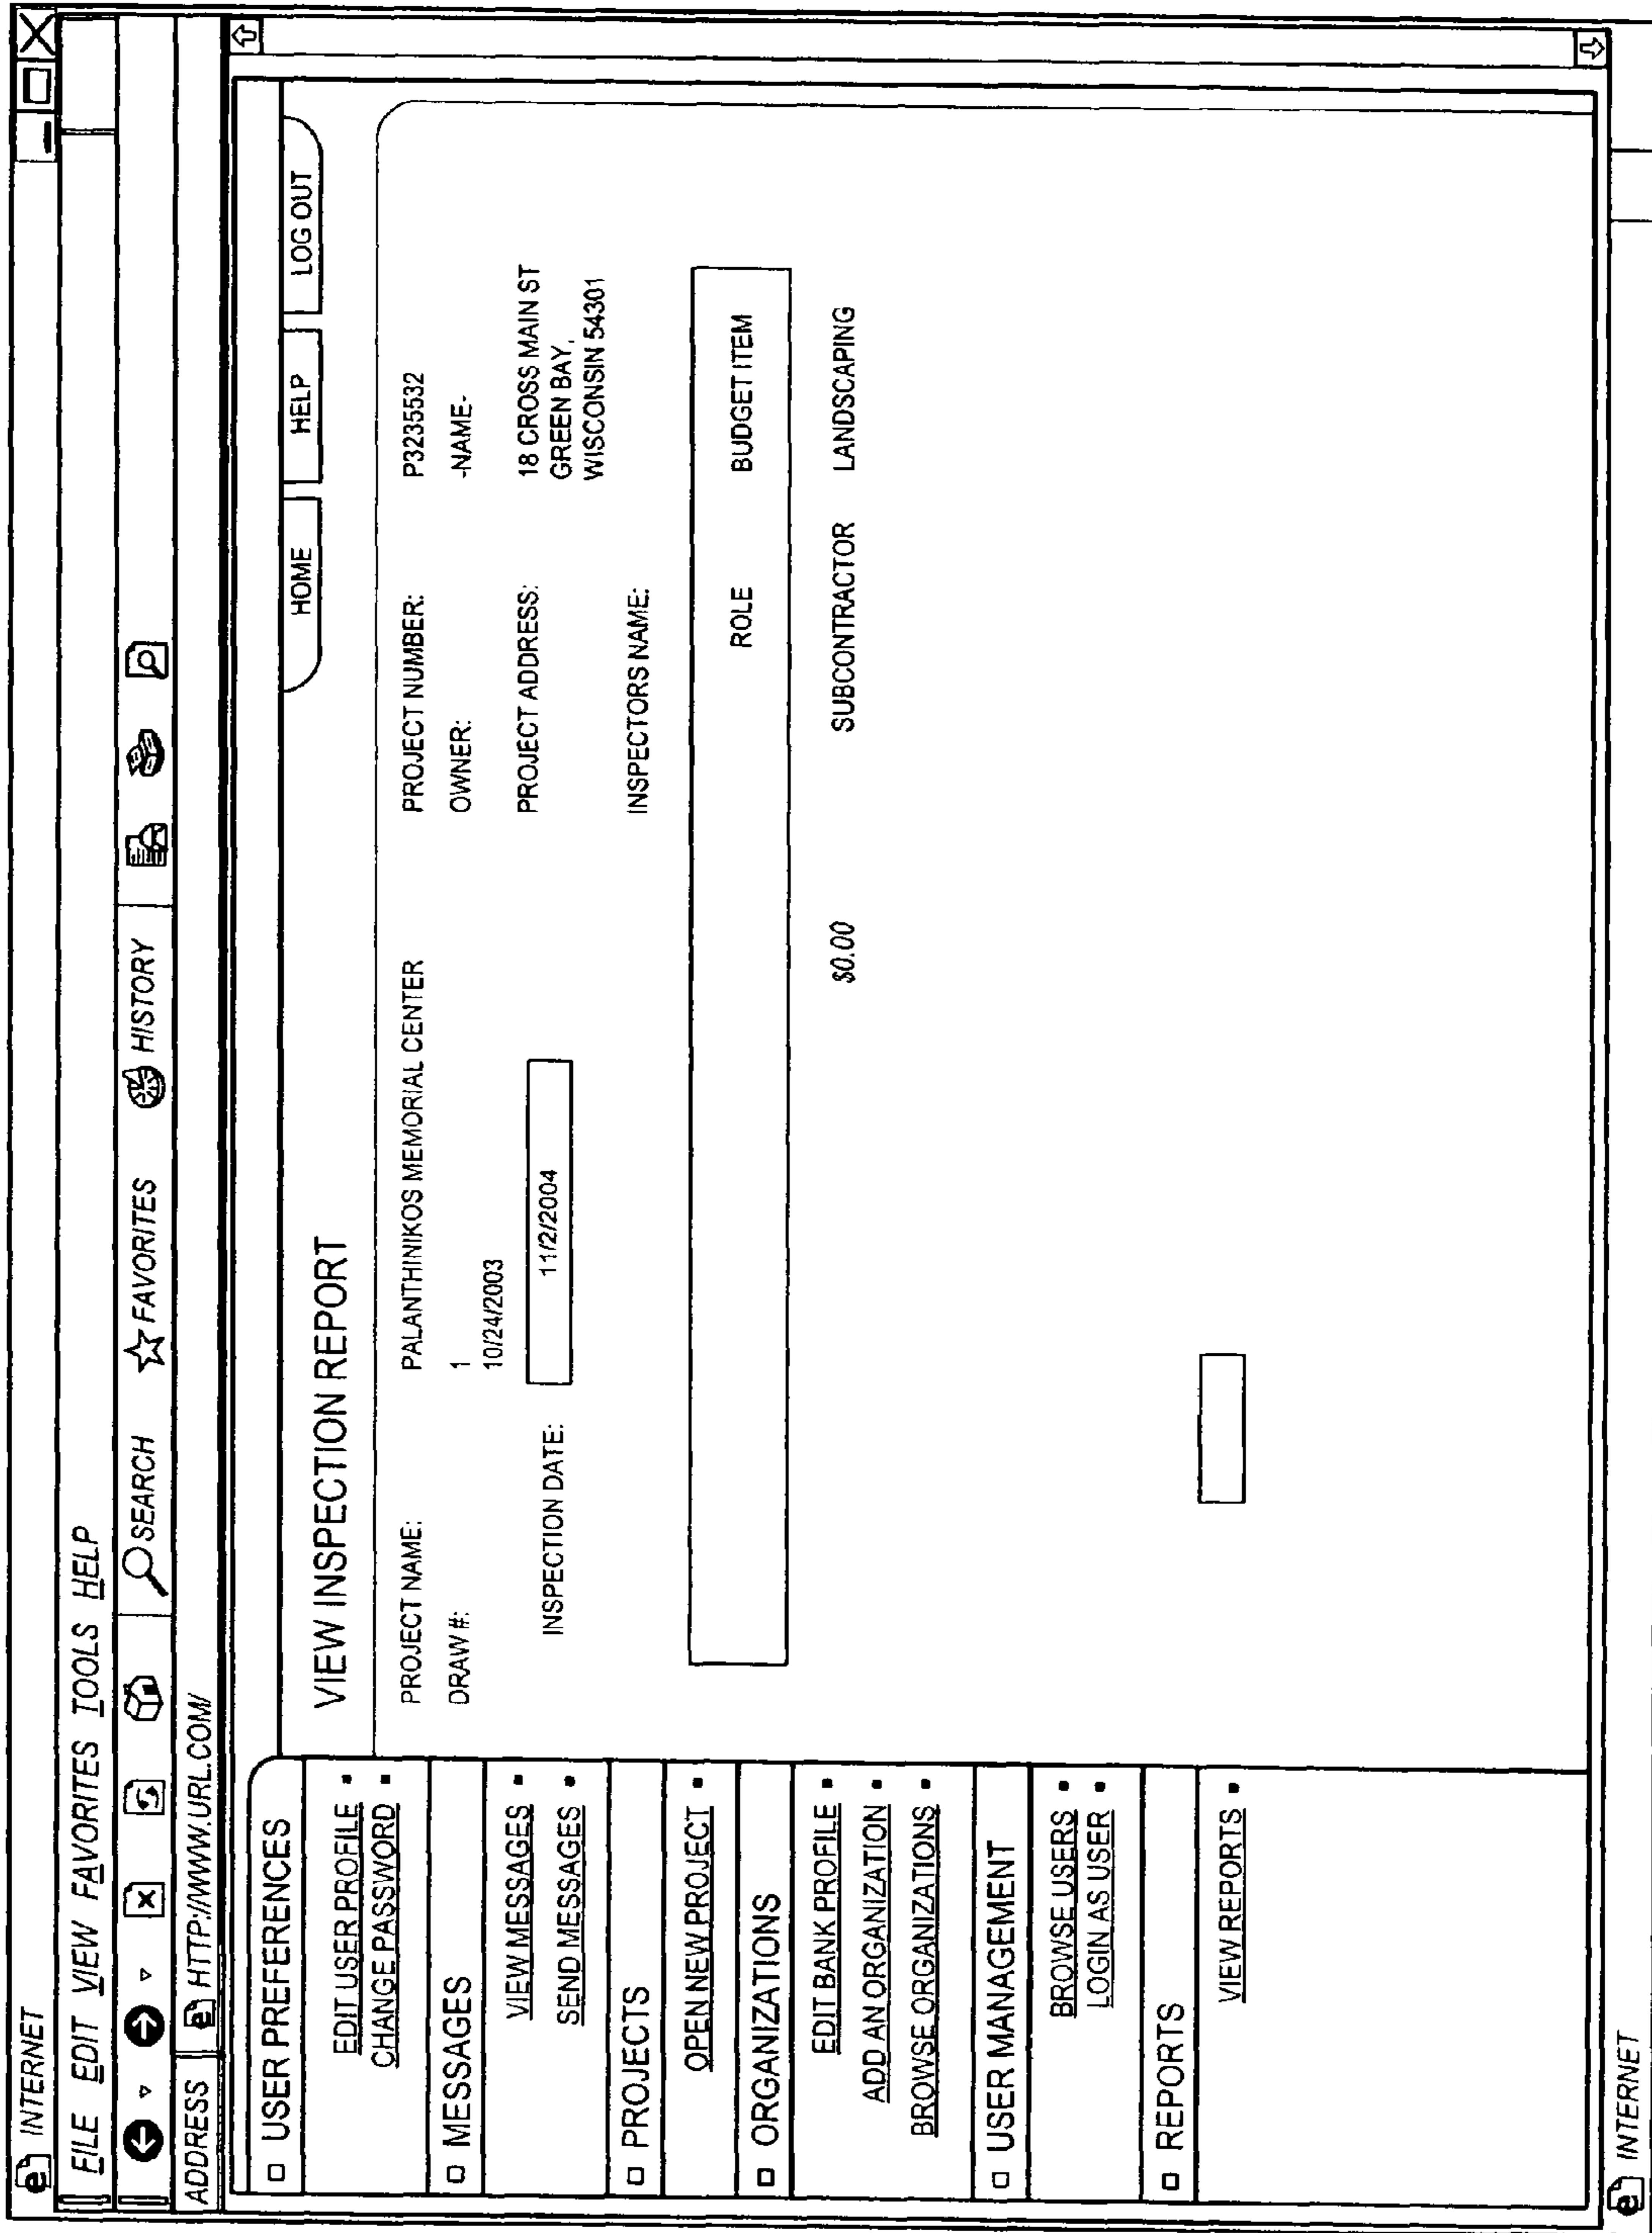 INTERNET
FILE EDIT VIEW FAVORITES TOOLS HELP
SEARCH FAVORITES HISTORY
ADDRESS HTTP://WWW.URL.COM/
HOME HELP LOG OUT
USER PREFERENCES
EDIT USER PROFILE
CHANGE PASSWORD
MESSAGES
VIEW MESSAGES
SEND MESSAGES
PROJECTS
OPEN NEW PROJECT
ORGANIZATIONS
EDIT BANK PROFILE
ADD AN ORGANIZATION
BROWSE ORGANIZATIONS
USER MANAGEMENT
BROWSE USERS
LOGIN AS USER
REPORTS
VIEW REPORTS
VIEW INSPECTION REPORT
PROJECT NAME: PALANTHINIKOS MEMORIAL CENTER PROJECT NUMBER: P3235532
DRAW #: 1 OWNER: -NAME-
10/24/2003
INSPECTION DATE: 11/2/2004 PROJECT ADDRESS: 18 CROSS MAIN ST
GREEN BAY,
WISCONSIN 54301
INSPECTORS NAME:
ROLE BUDGET ITEM
$0.00 SUBCONTRACTOR LANDSCAPING
INTERNET